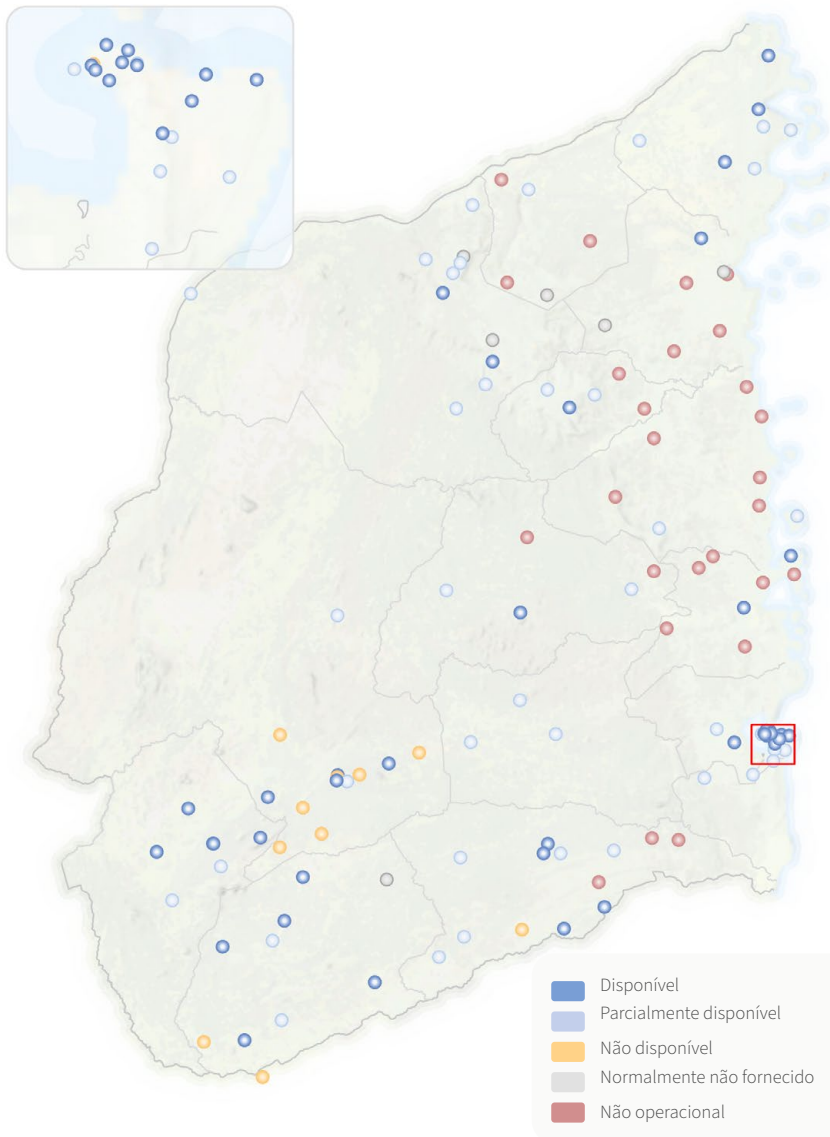 Disponível
Parcialmente disponível
Não disponível
Normalmente não fornecido
Não operacional